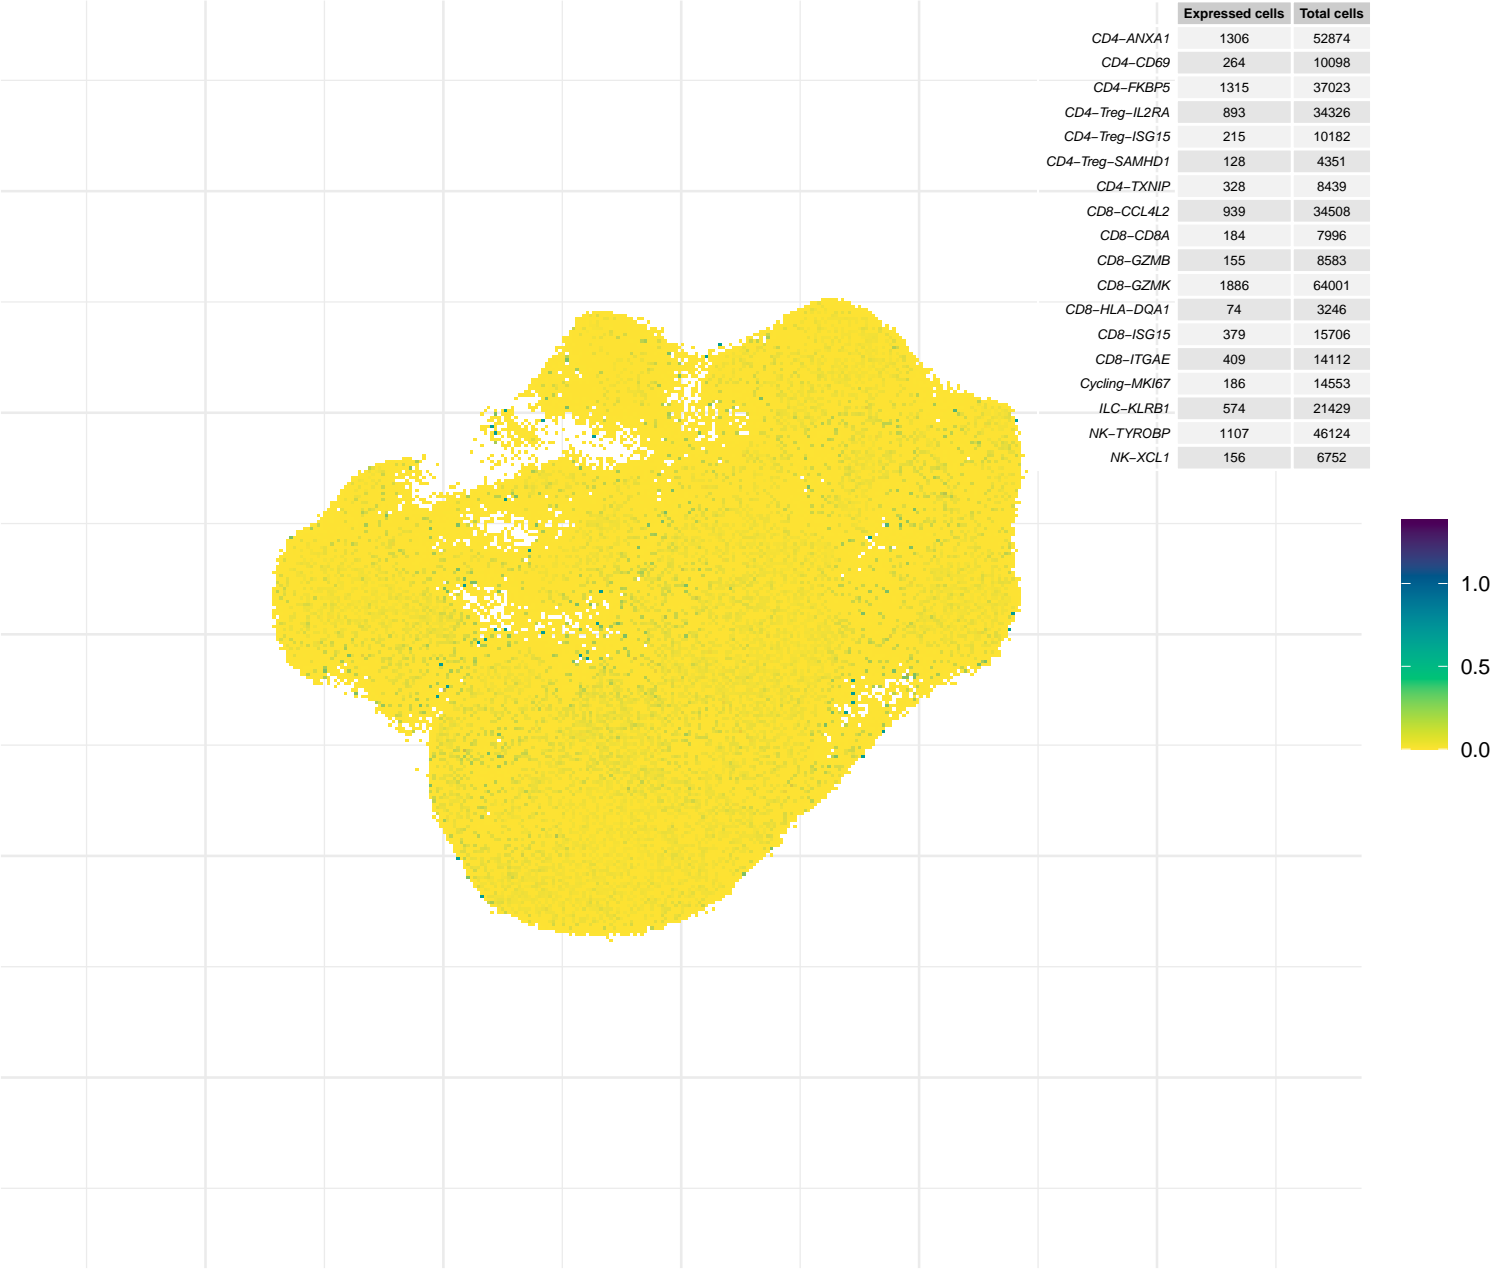 Expressed cells Total cells
CD4−ANXA1 1306 52874
CD4−CD69 264 10098
CD4−FKBP5 1315 37023
CD4−Treg−IL2RA 893 34326
CD4−Treg−ISG15 215 10182
CD4−Treg−SAMHD1 128 4351
CD4−TXNIP 328 8439
CD8−CCL4L2 939 34508
CD8−CD8A 184 7996
CD8−GZMB 155 8583
CD8−GZMK 1886 64001
CD8−HLA−DQA1 74 3246
CD8−ISG15 379 15706
CD8−ITGAE 409 14112
Cycling−MKI67 186 14553
ILC−KLRB1 574 21429
NK−TYROBP 1107 46124
NK−XCL1 156 6752
1.0
0.5
0.0